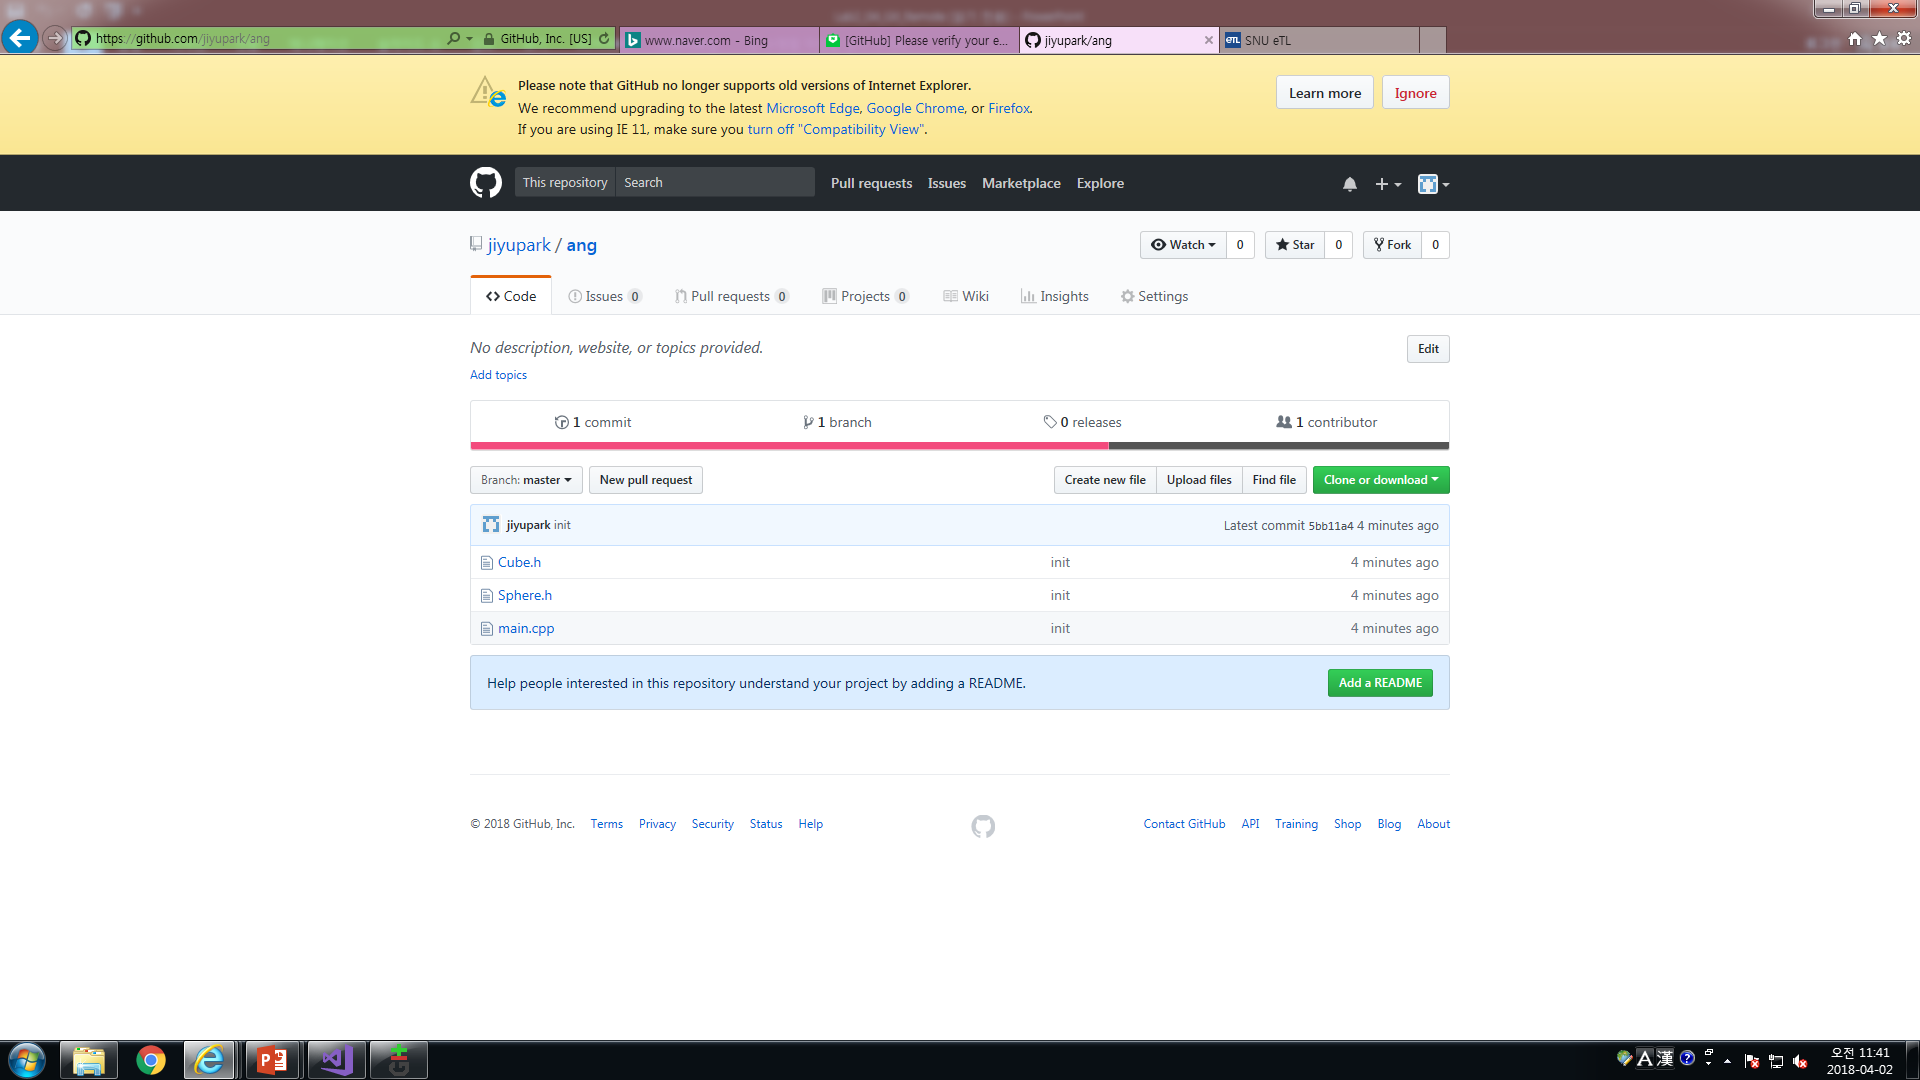 https://github.com/jiyupark/ang
GitHub, Inc. [US]
www.naver.com - Bing
[GitHub] Please verify your e...
jiyupark/ang
SNU eTL
Please note that GitHub no longer supports old versions of Internet Explorer.
We recommend upgrading to the latest Microsoft Edge, Google Chrome, or Firefox.
If you are using IE 11, make sure you turn off "Compatibility View".
Learn more
Ignore
This repository
Search
Pull requests
Issues
Marketplace
Explore
jiyupark / ang
Watch
0
Star
0
Fork
0
Code
Issues 0
Pull requests 0
Projects 0
Wiki
Insights
Settings
No description, website, or topics provided.
Edit
Add topics
1 commit
1 branch
0 releases
1 contributor
Branch: master
New pull request
Create new file
Upload files
Find file
Clone or download
jiyupark init
Latest commit 5bb11a4 4 minutes ago
Cube.h
init
4 minutes ago
Sphere.h
init
4 minutes ago
main.cpp
init
4 minutes ago
Help people interested in this repository understand your project by adding a README.
Add a README
© 2018 GitHub, Inc.
Terms
Privacy
Security
Status
Help
Contact GitHub
API
Training
Shop
Blog
About
A 漢
오전 11:41
2018-04-02